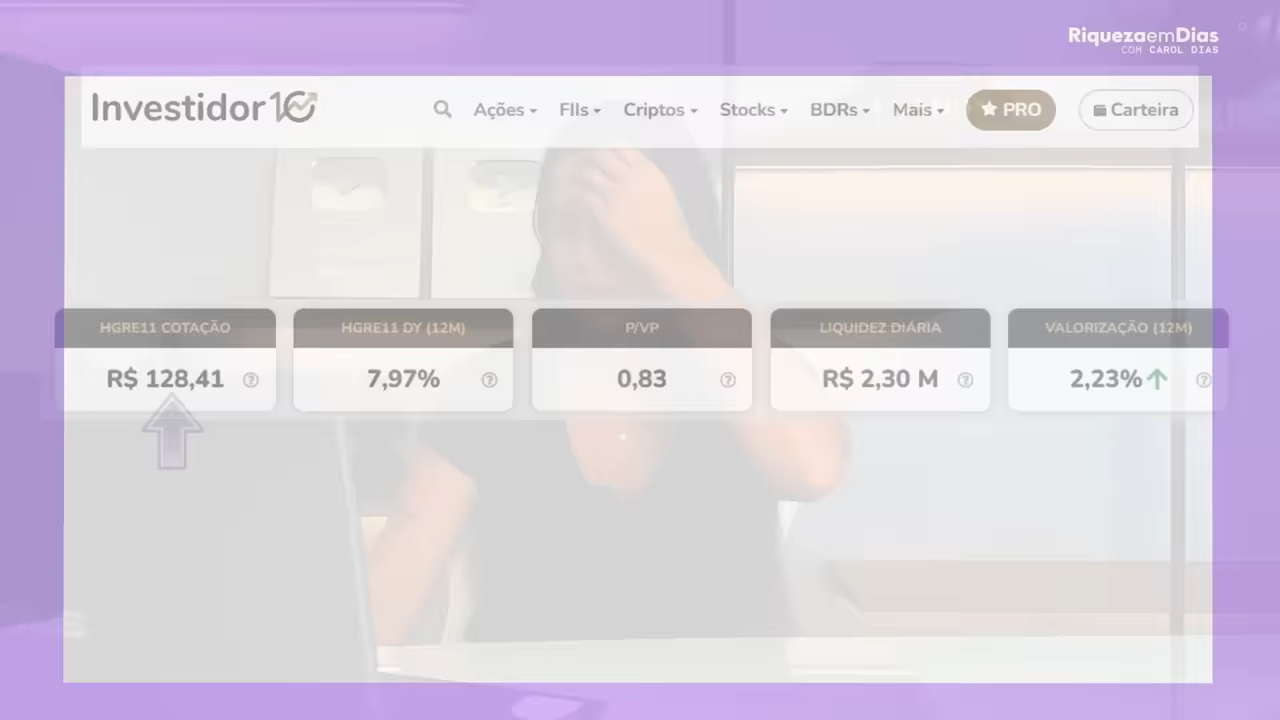 RiquezaemDias
COM CAROL DIAS
Investidor10
Ações
FIIs
Criptos
Stocks
BDRs
Mais
PRO
Carteira
HGRE11 COTAÇÃO
R$ 128,41
HGRE11 DY (12M)
7,97%
P/VP
0,83
LIQUIDEZ DIÁRIA
R$ 2,30 M
VALORIZAÇÃO (12M)
2,23%